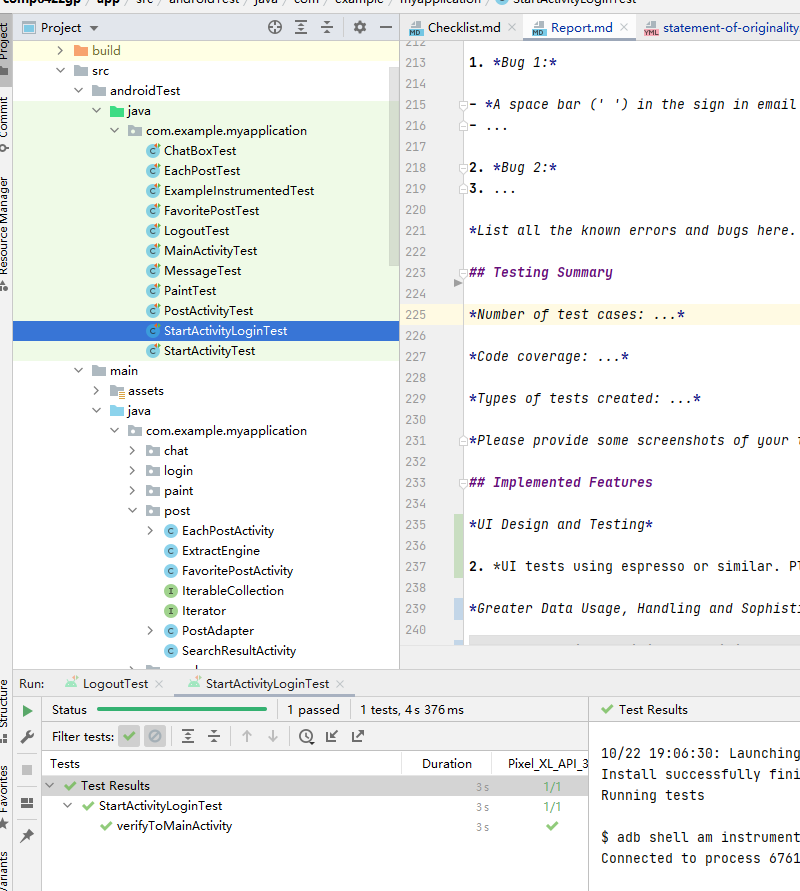 app src androidTest java com example myapplication StartActivityLoginTest
Project
Commit
Resource Manager
Structure
Favorites
Project
build
src
androidTest
java
com.example.myapplication
ChatBoxTest
EachPostTest
ExampleInstrumentedTest
FavoritePostTest
LogoutTest
MainActivityTest
MessageTest
PaintTest
PostActivityTest
StartActivityLoginTest
StartActivityTest
main
assets
java
com.example.myapplication
chat
login
paint
post
EachPostActivity
ExtractEngine
FavoritePostActivity
IterableCollection
Iterator
PostAdapter
SearchResultActivity
Checklist.md Report.md statement-of-originality
212
213 1. *Bug 1:*
214
215 - *A space bar (' ') in the sign in email
216 - ...
217
218 2. *Bug 2:*
219 3. ...
220
221 *List all the known errors and bugs here.
222
223 ## Testing Summary
224
225 *Number of test cases: ...*
226
227 *Code coverage: ...*
228
229 *Types of tests created: ...*
230
231 *Please provide some screenshots of your
232
233 ## Implemented Features
234
235 *UI Design and Testing*
236
237 2. *UI tests using espresso or similar. Pl
238
239 *Greater Data Usage, Handling and Sophisti
240
Run: LogoutTest StartActivityLoginTest
Status 1 passed 1 tests, 4 s 376 ms
Filter tests:
Tests Duration Pixel_XL_API_3
Test Results 3 s 1/1
StartActivityLoginTest 3 s 1/1
verifyToMainActivity 3 s
Test Results
10/22 19:06:30: Launching
Install successfully fini
Running tests
$ adb shell am instrument
Connected to process 6761